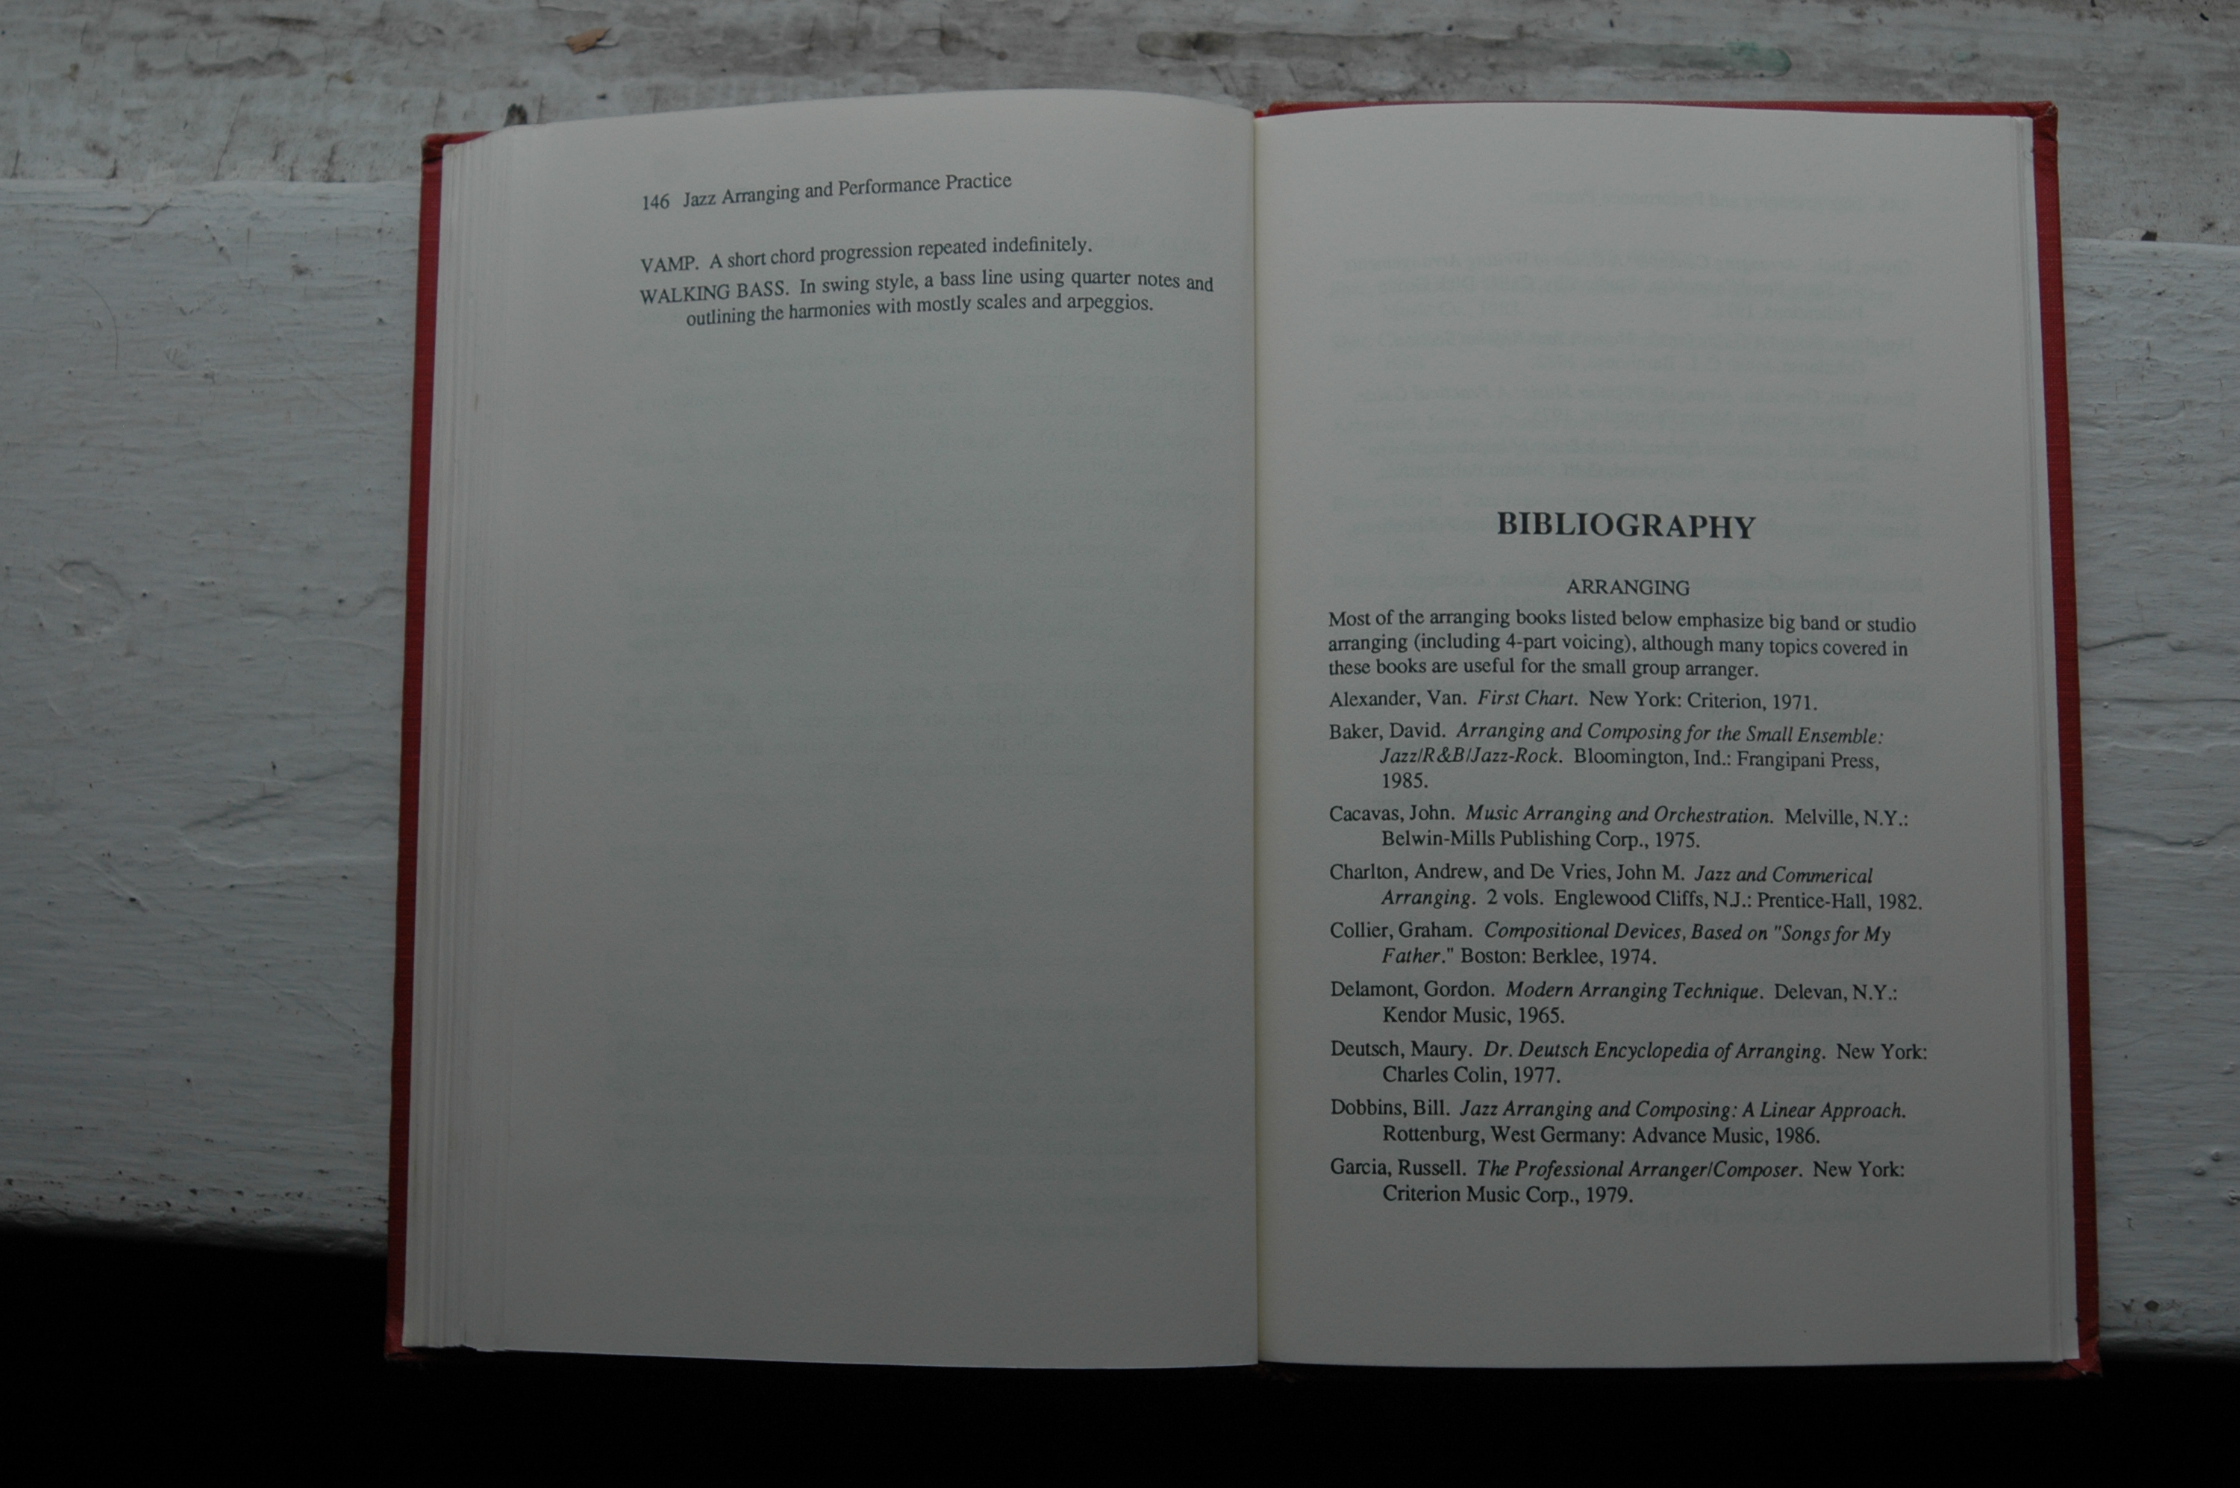 146 Jazz Arranging and Performance Practice
VAMP. A short chord progression repeated indefinitely.
WALKING BASS. In swing style, a bass line using quarter notes and
outlining the harmonies with mostly scales and arpeggios.
BIBLIOGRAPHY
ARRANGING
Most of the arranging books listed below emphasize big band or studio
arranging (including 4-part voicing), although many topics covered in
these books are useful for the small group arranger.
Alexander, Van. First Chart. New York: Criterion, 1971.
Baker, David. Arranging and Composing for the Small Ensemble:
Jazz/R&B/Jazz-Rock. Bloomington, Ind.: Frangipani Press,
1985.
Cacavas, John. Music Arranging and Orchestration. Melville, N.Y.:
Belwin-Mills Publishing Corp., 1975.
Charlton, Andrew, and De Vries, John M. Jazz and Commerical
Arranging. 2 vols. Englewood Cliffs, N.J.: Prentice-Hall, 1982.
Collier, Graham. Compositional Devices, Based on "Songs for My
Father." Boston: Berklee, 1974.
Delamont, Gordon. Modern Arranging Technique. Delevan, N.Y.:
Kendor Music, 1965.
Deutsch, Maury. Dr. Deutsch Encyclopedia of Arranging. New York:
Charles Colin, 1977.
Dobbins, Bill. Jazz Arranging and Composing: A Linear Approach.
Rottenburg, West Germany: Advance Music, 1986.
Garcia, Russell. The Professional Arranger/Composer. New York:
Criterion Music Corp., 1979.